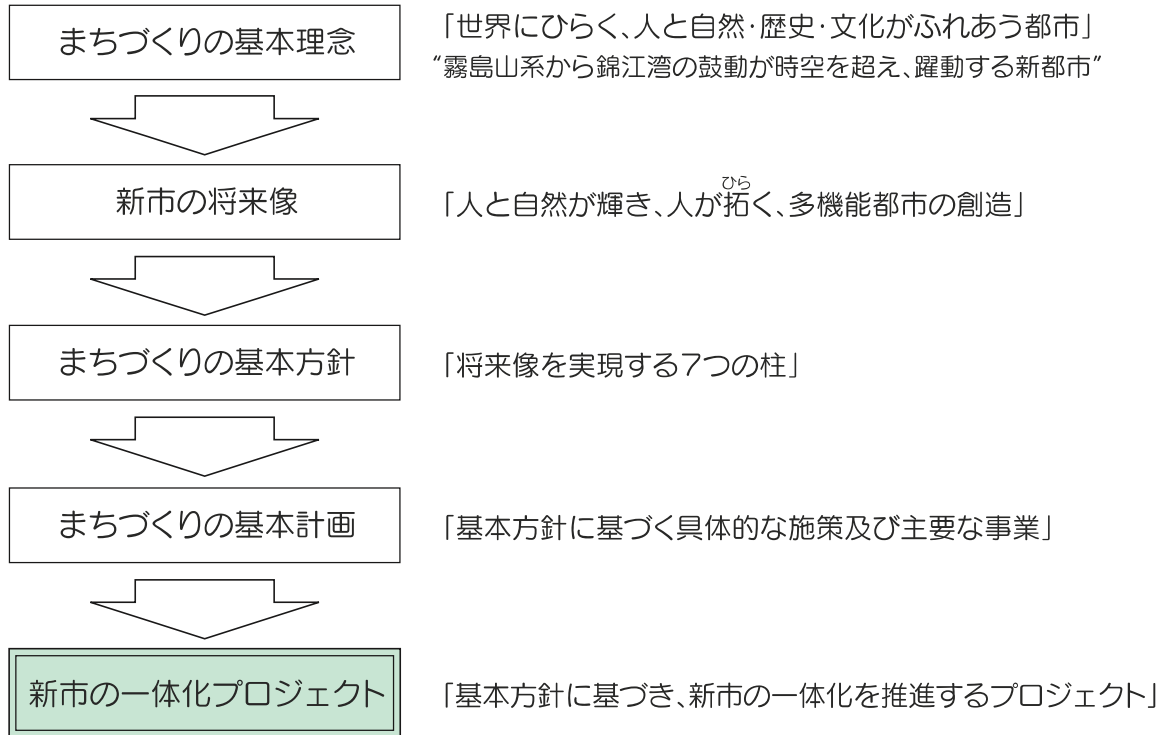 まちづくりの基本理念
「世界にひらく、人と自然・歴史・文化がふれあう都市」
“霧島山系から錦江湾の鼓動が時空を超え、躍動する新都市”
新市の将来像
ひら
「人と自然が輝き、人が拓く、多機能都市の創造」
まちづくりの基本方針
「将来像を実現する7つの柱」
まちづくりの基本計画
「基本方針に基づく具体的な施策及び主要な事業」
新市の一体化プロジェクト
「基本方針に基づき、新市の一体化を推進するプロジェクト」